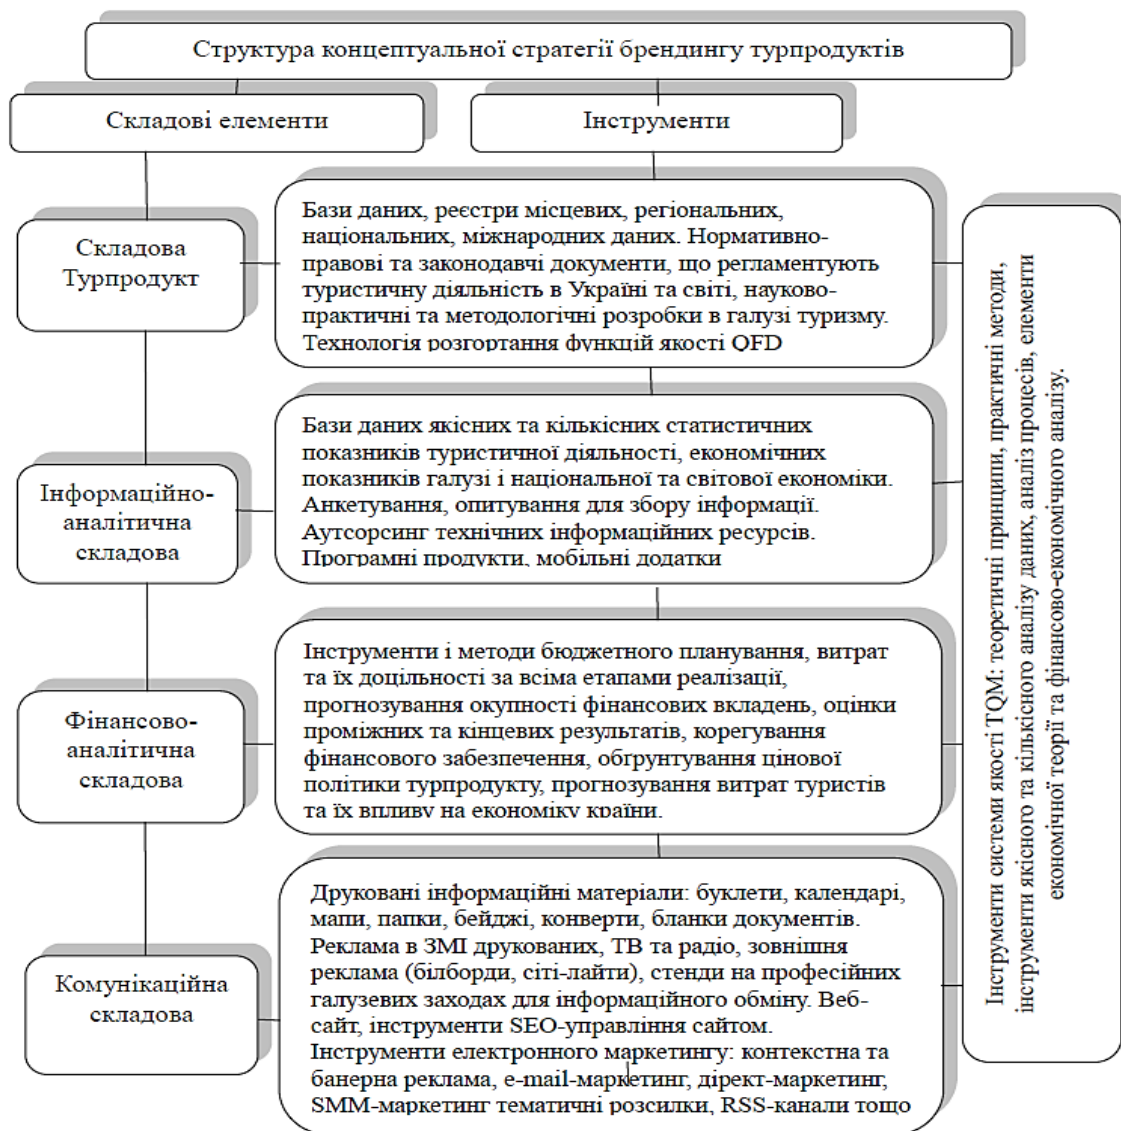 Структура концептуальної стратегії брендингу турпродуктів
Складові елементи
Інструменти
Складова
Турпродукт
Бази даних, реєстри місцевих, регіональних,
національних, міжнародних даних. Нормативно-
правові та законодавчі документи, що регламентують
туристичну діяльність в Україні та світі, науково-
практичні та методологічні розробки в галузі туризму.
Технологія розгортання функцій якості QFD
Інформаційно-
аналітична
складова
Бази даних якісних та кількісних статистичних
показників туристичної діяльності, економічних
показників галузі і національної та світової економіки.
Анкетування, опитування для збору інформації.
Аутсорсинг технічних інформаційних ресурсів.
Програмні продукти, мобільні додатки
Фінансово-
аналітична
складова
Інструменти і методи бюджетного планування, витрат
та їх доцільності за всіма етапами реалізації,
прогнозування окупності фінансових вкладень, оцінки
проміжних та кінцевих результатів, корегування
фінансового забезпечення, обґрунтування цінової
політики турпродукту, прогнозування витрат туристів
та їх впливу на економіку країни.
Комунікаційна
складова
Друковані інформаційні матеріали: буклети, календарі,
мапи, папки, бейджі, конверти, бланки документів.
Реклама в ЗМІ друкованих, ТВ та радіо, зовнішня
реклама (білборди, сіті-лайти), стенди на професійних
галузевих заходах для інформаційного обміну. Веб-
сайт, інструменти SEO-управління сайтом.
Інструменти електронного маркетингу: контекстна та
банерна реклама, e-mail-маркетинг, дірект-маркетинг,
SMM-маркетинг тематичні розсилки, RSS-канали тощо
Інструменти системи якості TQM: теоретичні принципи, практичні методи,
інструменти якісного та кількісного аналізу даних, аналіз процесів, елементи
економічної теорії та фінансово-економічного аналізу.